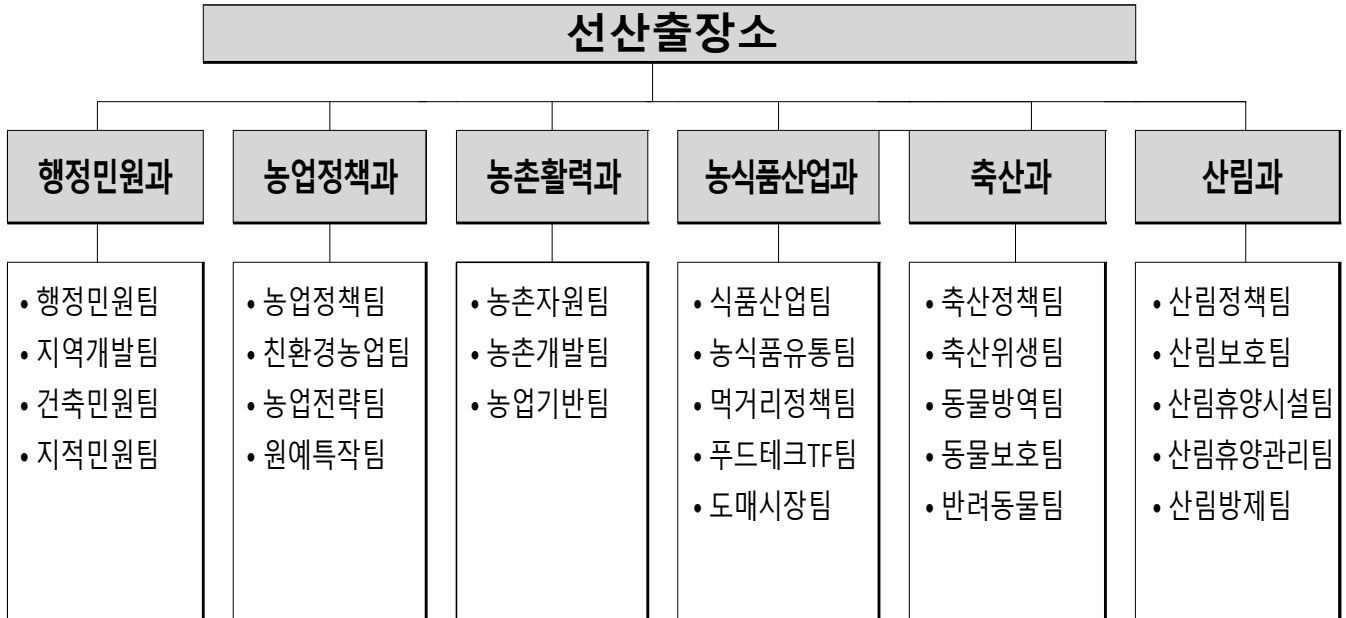 선산출장소
행정민원과
농업정책과
농촌활력과
농식품산업과
축산과
산림과
• 행정민원팀
• 지역개발팀
• 건축민원팀
• 지적민원팀
• 농업정책팀
• 친환경농업팀
• 농업전략팀
• 원예특작팀
• 농촌자원팀
• 농촌개발팀
• 농업기반팀
• 식품산업팀
• 농식품유통팀
• 먹거리정책팀
• 푸드테크TF팀
• 도매시장팀
• 축산정책팀
• 축산위생팀
• 동물방역팀
• 동물보호팀
• 반려동물팀
• 산림정책팀
• 산림보호팀
• 산림휴양시설팀
• 산림휴양관리팀
• 산림방제팀